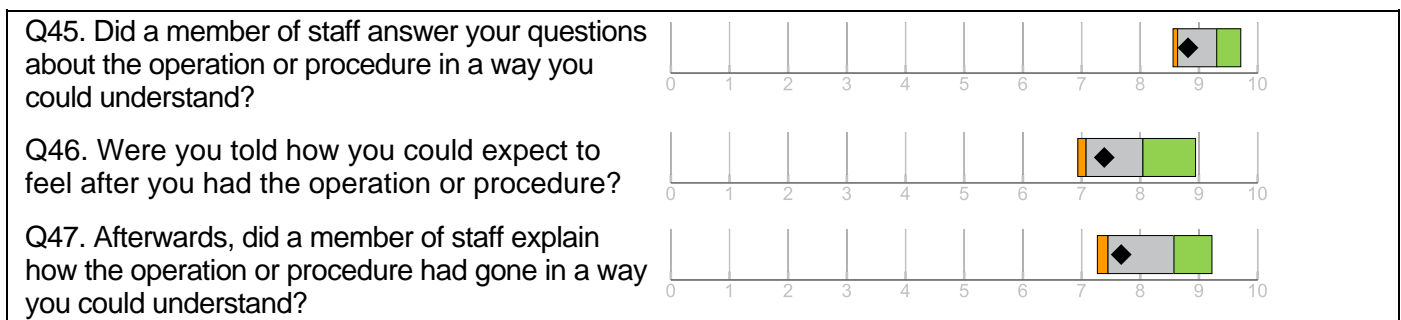 Q45. Did a member of staff answer your questions
about the operation or procedure in a way you
could understand?
0 1 2 3 4 5 6 7 8 9 10
Q46. Were you told how you could expect to
feel after you had the operation or procedure?
0 1 2 3 4 5 6 7 8 9 10
Q47. Afterwards, did a member of staff explain
how the operation or procedure had gone in a way
you could understand?
0 1 2 3 4 5 6 7 8 9 10